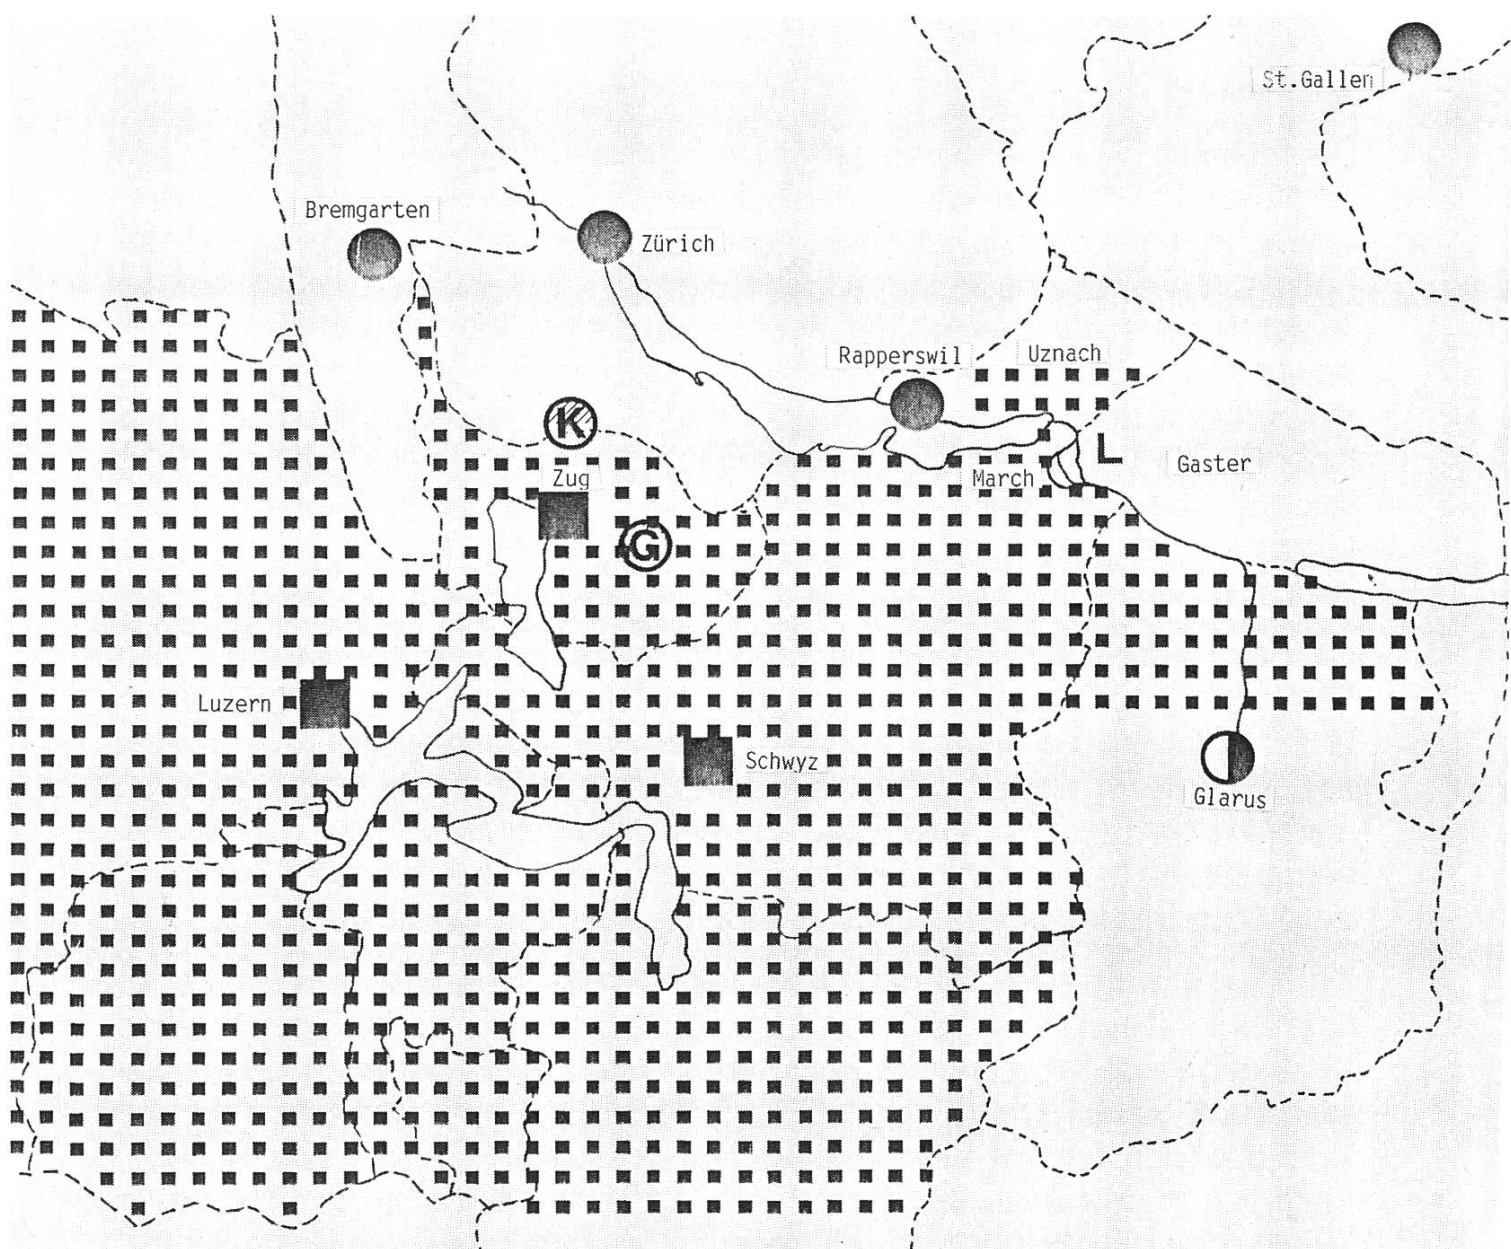 St.Gallen
Bremgarten
Zürich
Rapperswil
Uznach
K
L
Gaster
March
Zug
G
Luzern
Schwyz
Glarus